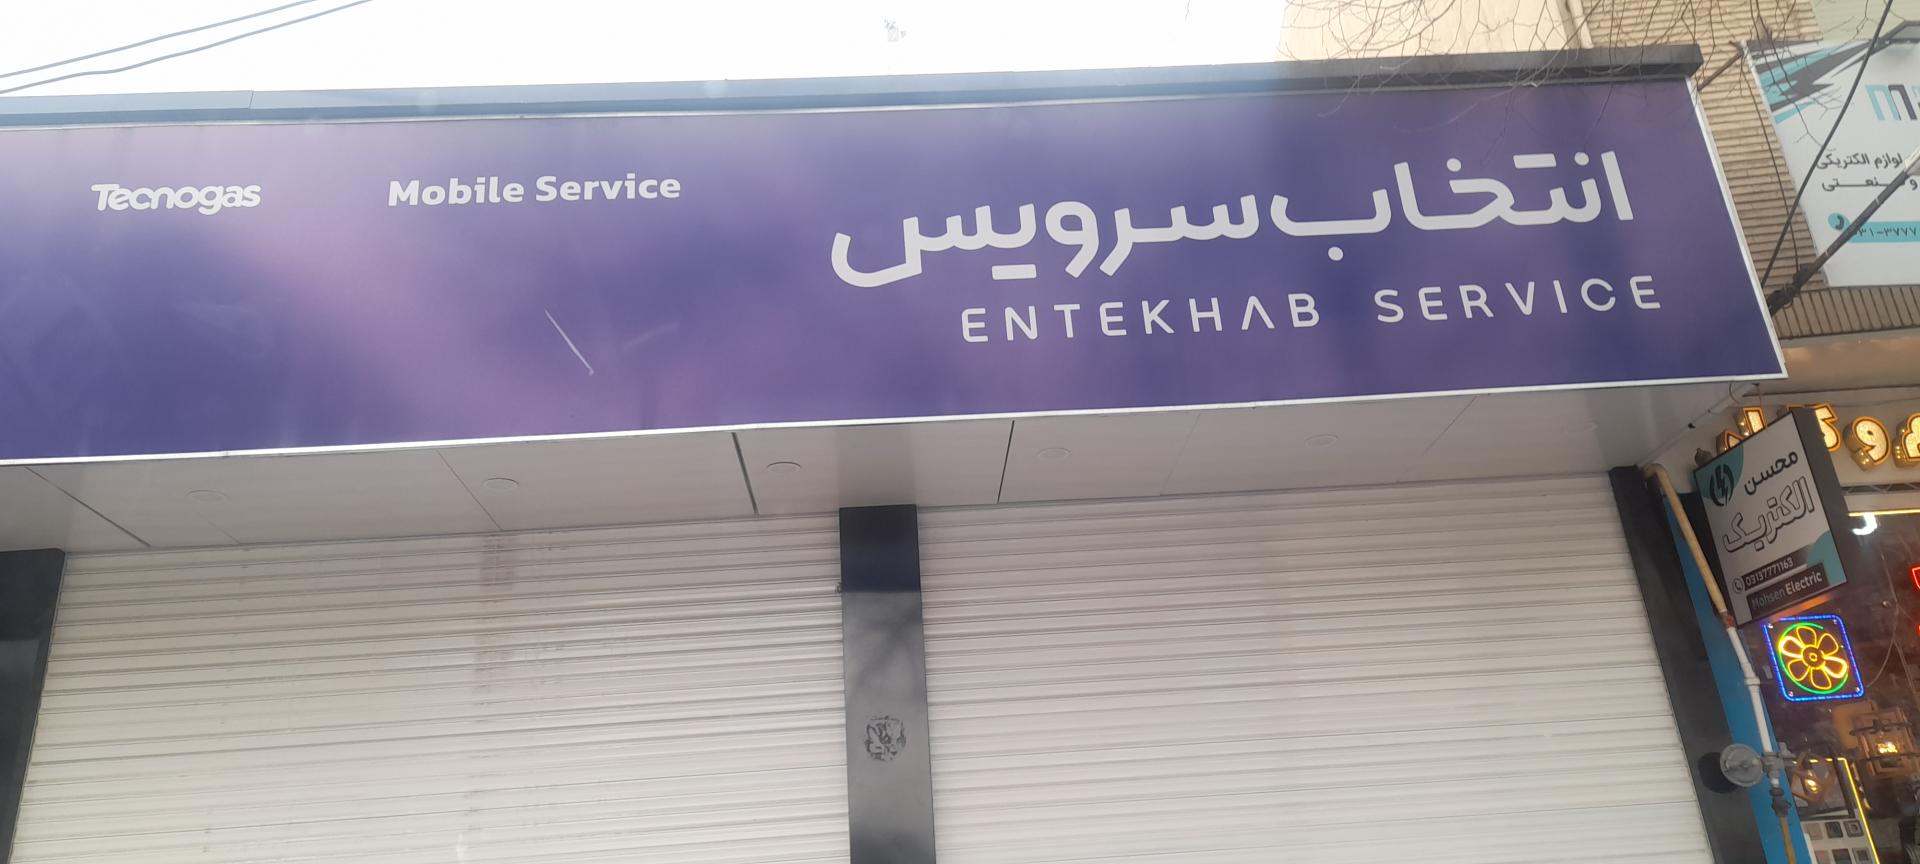 انتخاب سرویس
ENTEKHAB SERVICE
Mobile Service
Tecnogas
لوازم الکتریکی
محسن
الکتریک
03137771163
Mohsen Electric